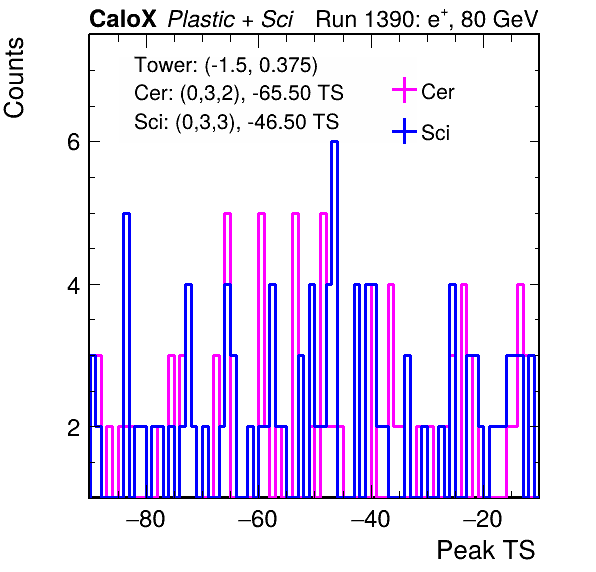 CaloX Plastic + Sci Run 1390: e+, 80 GeV
Counts
Tower: (-1.5, 0.375)
Cer: (0,3,2), -65.50 TS
Sci: (0,3,3), -46.50 TS
Cer
Sci
6
4
2
−80 −60 −40 −20
Peak TS